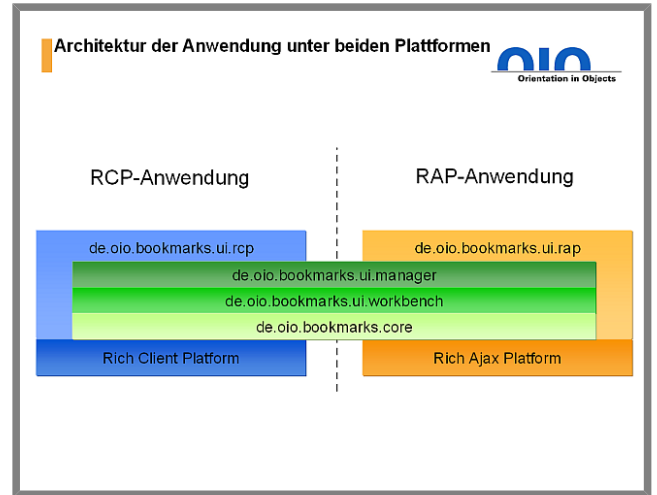 Architektur der Anwendung unter beiden Plattformen
OIO
Orientation in Objects
RCP-Anwendung
RAP-Anwendung
de.oio.bookmarks.ui.rcp
de.oio.bookmarks.ui.rap
de.oio.bookmarks.ui.manager
de.oio.bookmarks.ui.workbench
de.oio.bookmarks.core
Rich Client Platform
Rich Ajax Platform